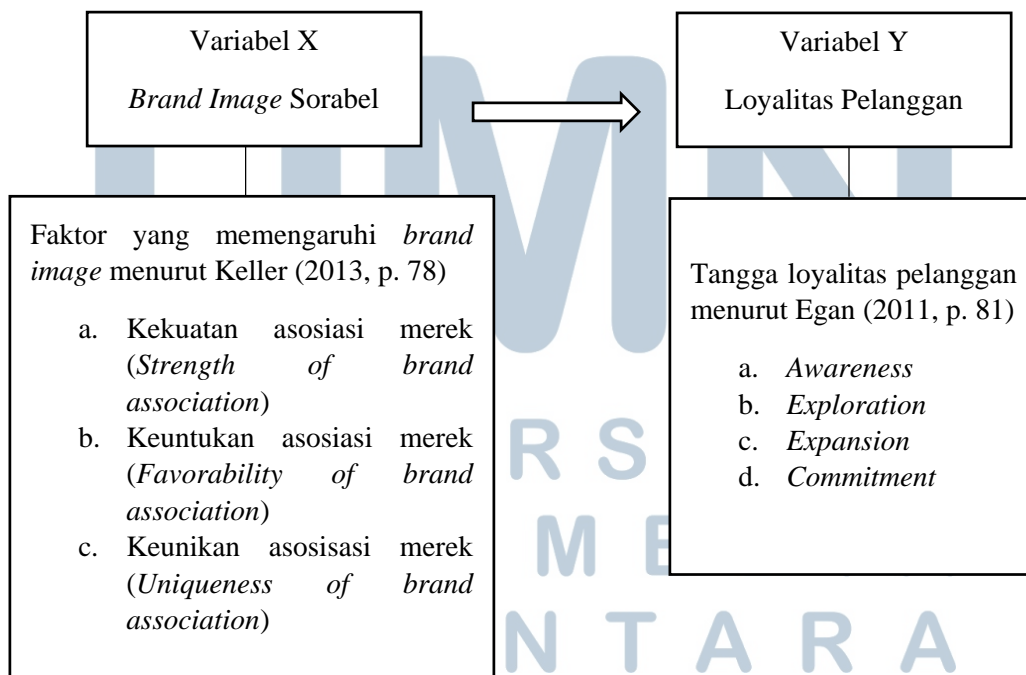 Variabel X
Brand Image Sorabel
Variabel Y
Loyalitas Pelanggan
Faktor yang memengaruhi brand
image menurut Keller (2013, p. 78)
a. Kekuatan asosiasi merek
(Strength of brand
association)
b. Keuntukan asosiasi merek
(Favorability of brand
association)
c. Keunikan asosisasi merek
(Uniqueness of brand
association)
Tangga loyalitas pelanggan
menurut Egan (2011, p. 81)
a. Awareness
b. Exploration
c. Expansion
d. Commitment